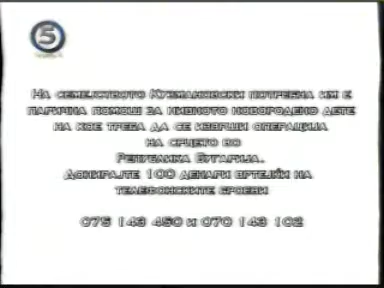 5
На семејството Кузмановски потребна им е
парична помош за нивното новородено дете
на кое треба да се изврши операција
на срцето во
Република Бугарија.
Донирајте 100 денари вртејќи на
телефонските броеви
075 143 450 и 070 143 102